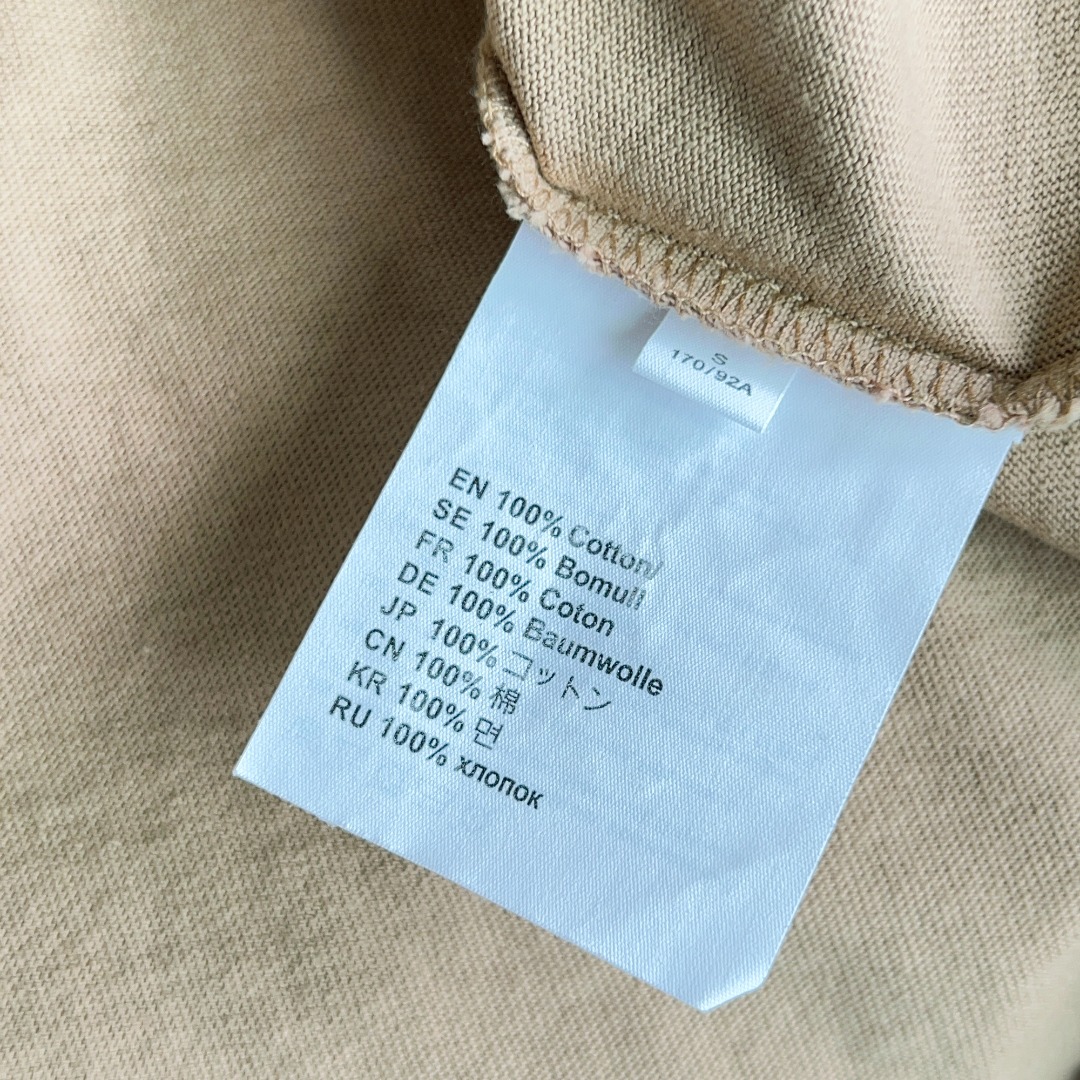 S
170/92A
EN 100% Cotton/
SE 100% Bomull
FR 100% Coton
DE 100% Baumwolle
JP 100% コットン
CN 100% 棉
KR 100% 면
RU 100% хлопок